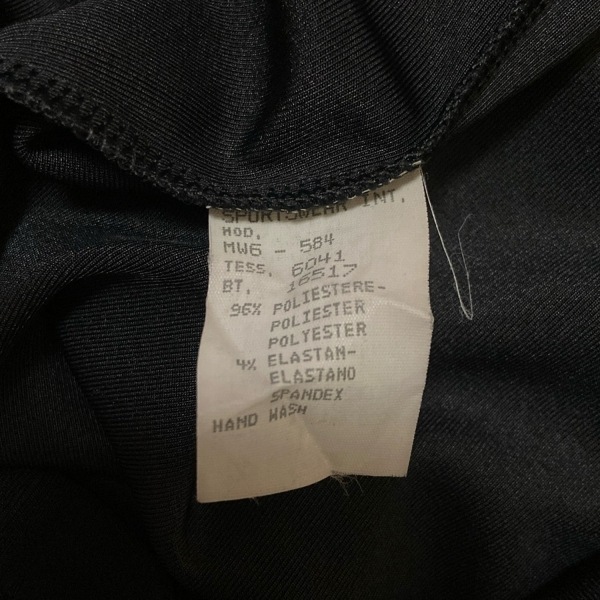 SPORTSWEAR INT.
MOD.
MW6 - 584
TESS. 6041
BT. 16517
96% POLIESTERE-
POLIESTER
POLYESTER
4% ELASTAN-
ELASTANO
SPANDEX
HAND WASH